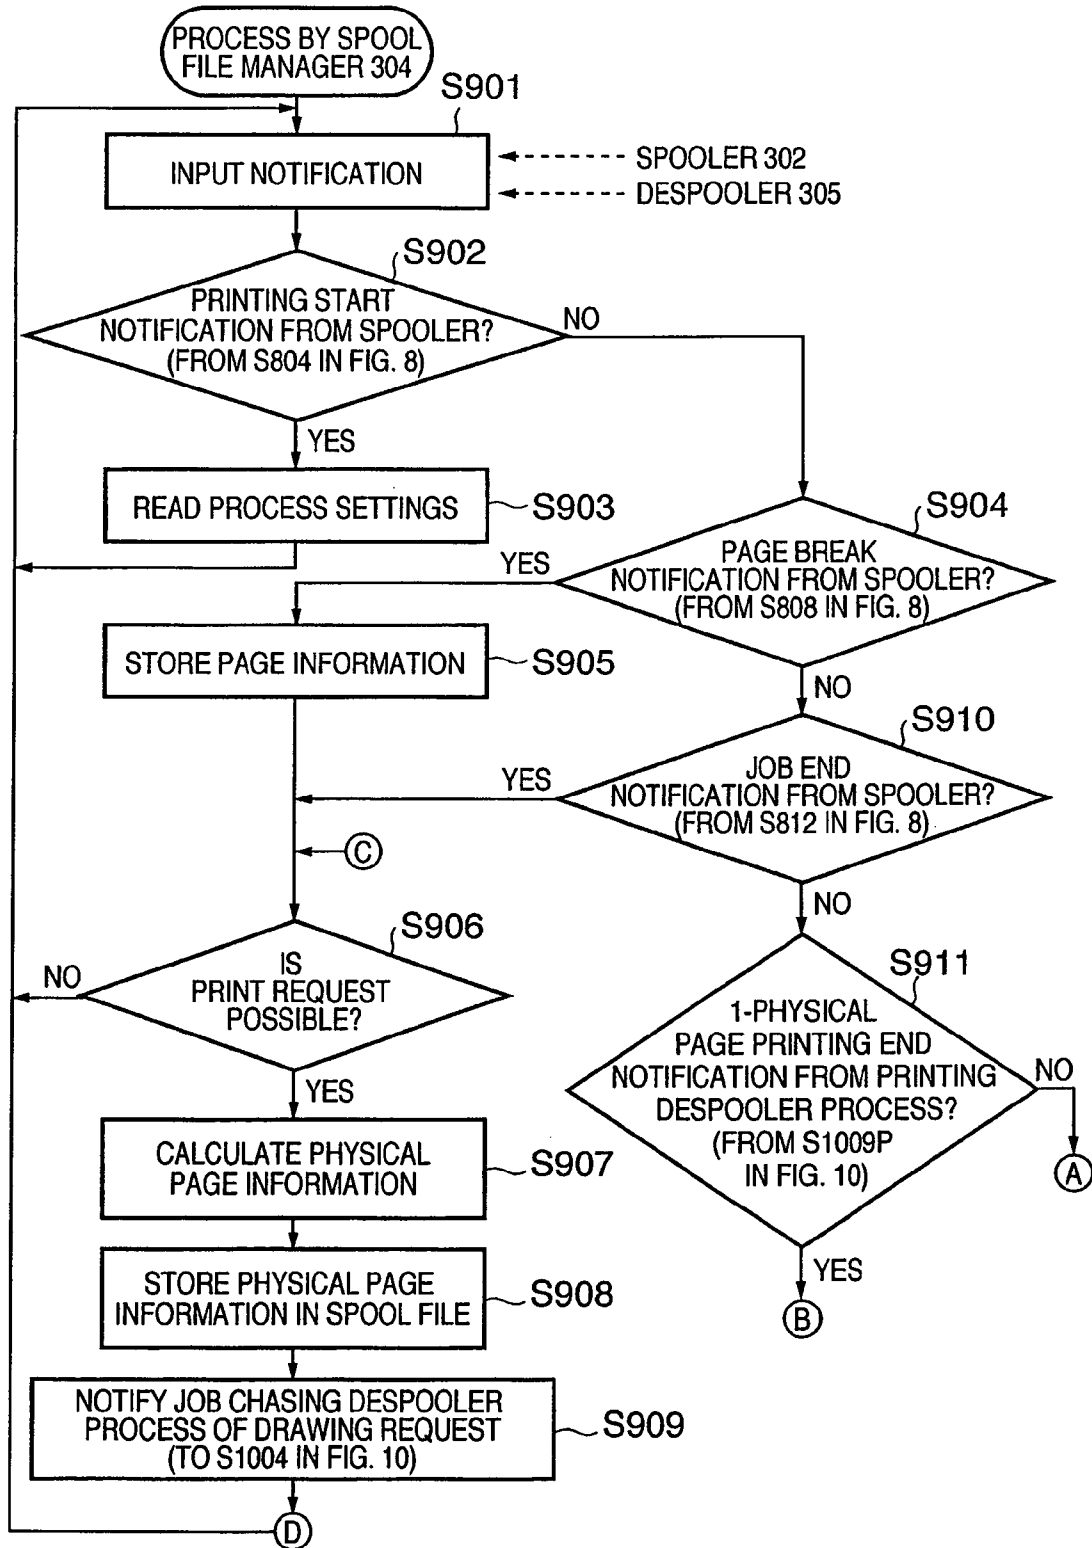 PROCESS BY SPOOL
FILE MANAGER 304
S901
INPUT NOTIFICATION
SPOOLER 302
DESPOOLER 305
S902
PRINTING START
NOTIFICATION FROM SPOOLER?
(FROM S804 IN FIG. 8)
NO
YES
READ PROCESS SETTINGS
S903
S904
PAGE BREAK
NOTIFICATION FROM SPOOLER?
(FROM S808 IN FIG. 8)
YES
STORE PAGE INFORMATION
S905
NO
S910
JOB END
NOTIFICATION FROM SPOOLER?
(FROM S812 IN FIG. 8)
YES
C
NO
S906
IS
PRINT REQUEST
POSSIBLE?
NO
YES
S911
1-PHYSICAL
PAGE PRINTING END
NOTIFICATION FROM PRINTING
DESPOOLER PROCESS?
(FROM S1009P
IN FIG. 10)
NO
A
YES
B
CALCULATE PHYSICAL
PAGE INFORMATION
S907
STORE PHYSICAL PAGE
INFORMATION IN SPOOL FILE
S908
NOTIFY JOB CHASING DESPOOLER
PROCESS OF DRAWING REQUEST
(TO S1004 IN FIG. 10)
S909
D